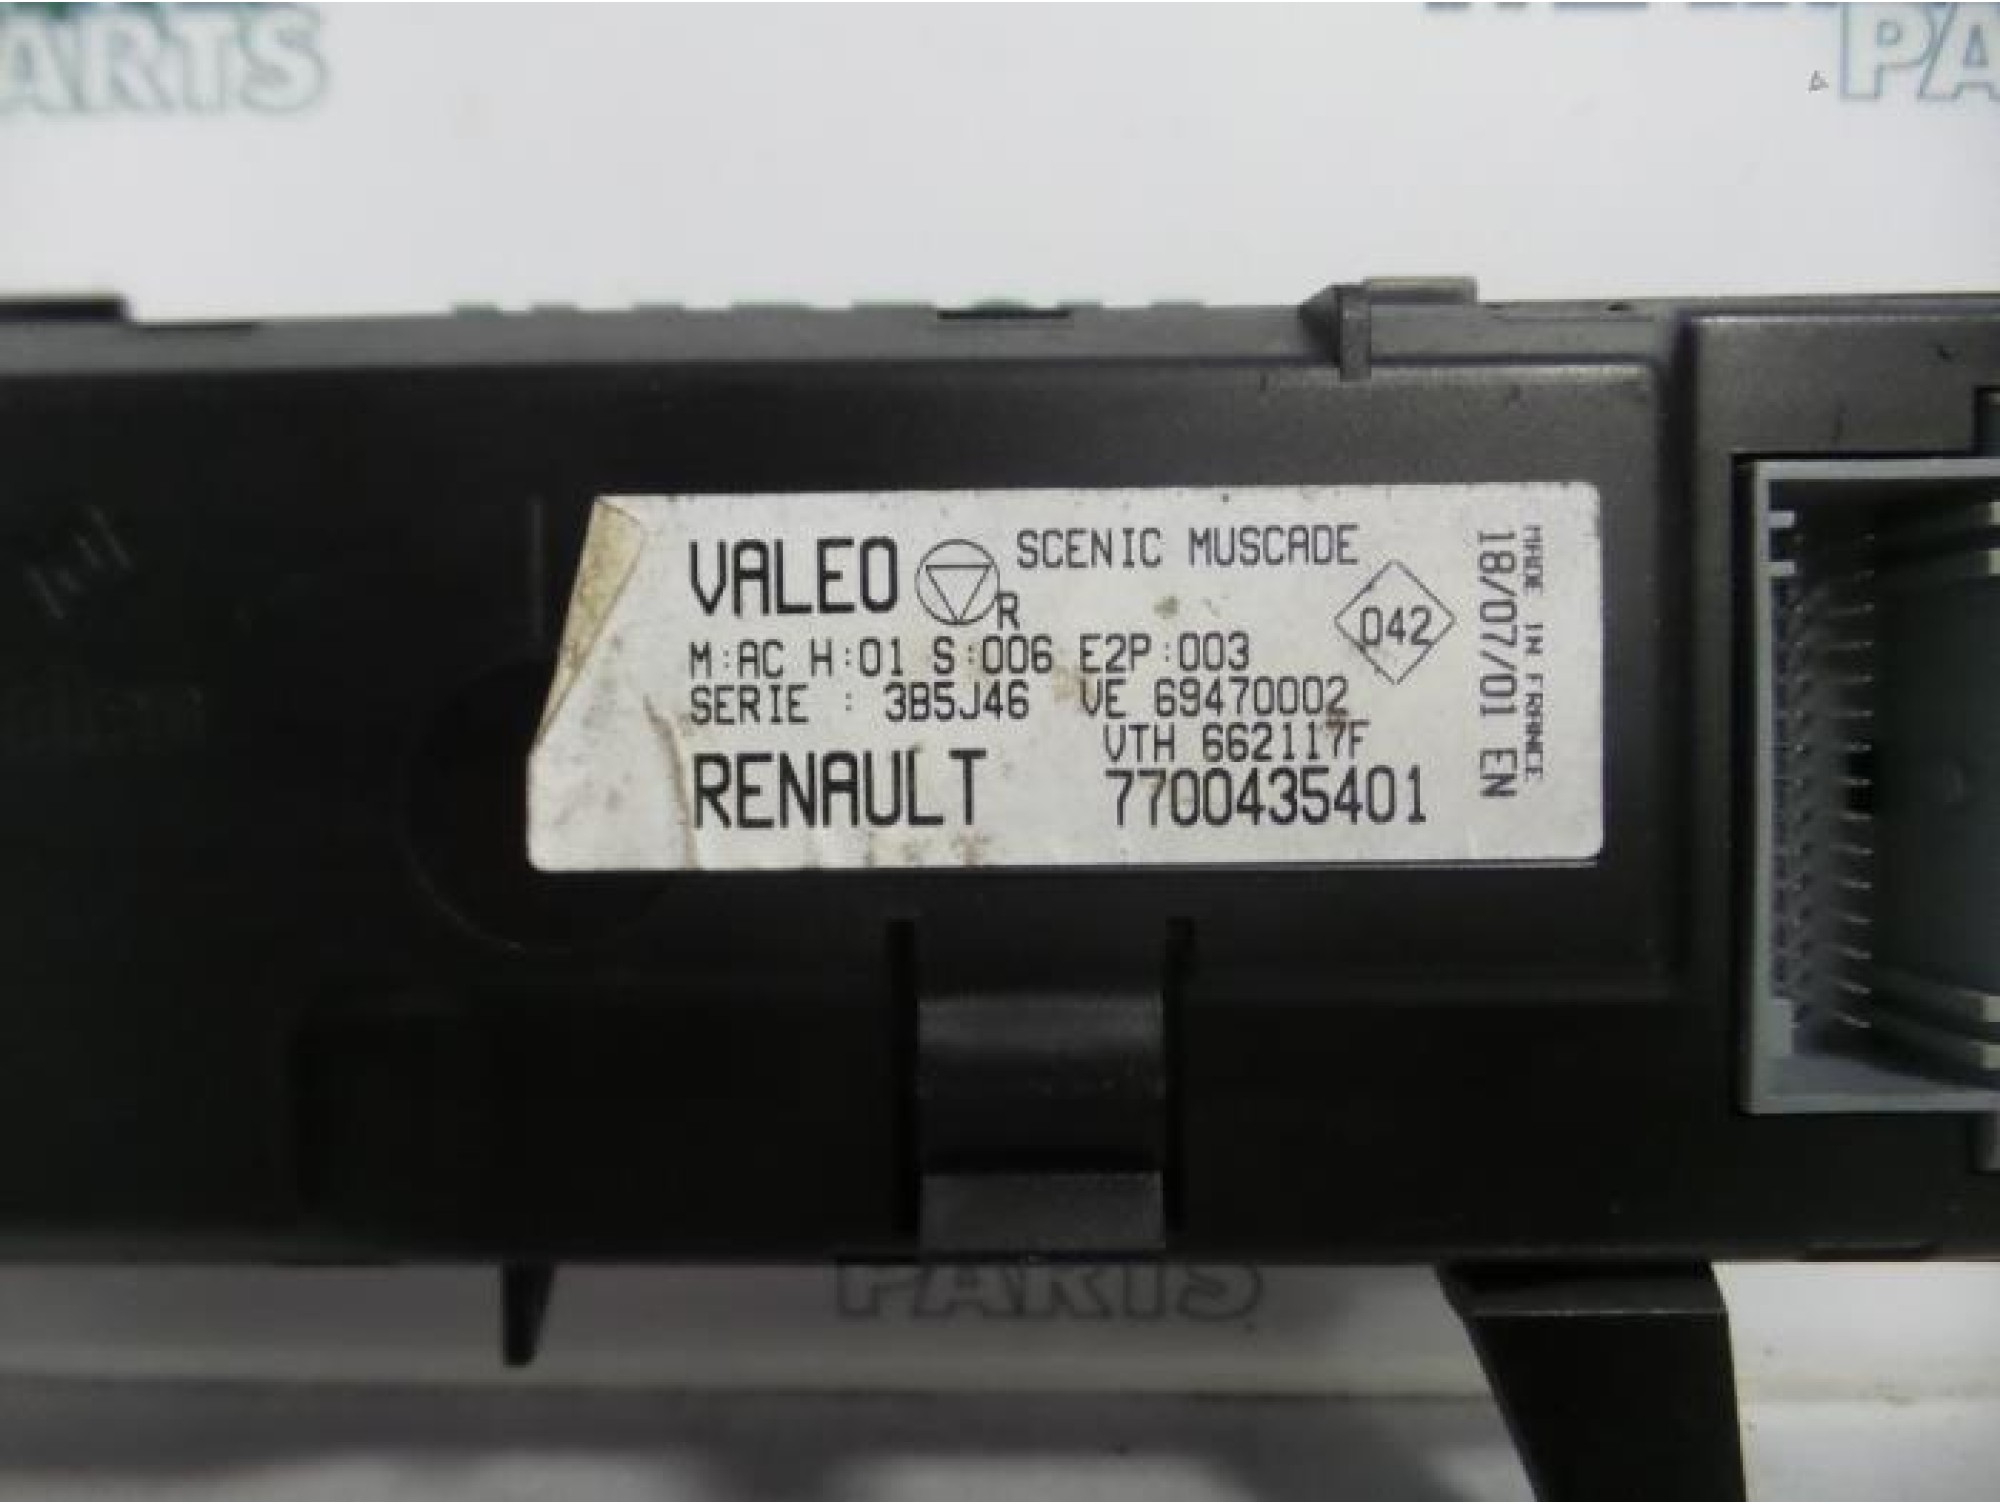 ARTS
PA
VALEO R SCENIC MUSCADE
M:AC H:01 S:006 E2P:003
042
SERIE : 3B5J46 VE 69470002
VTH 662117F
RENAULT 7700435401
MADE IN FRANCE
18/07/01 EN
PARTS